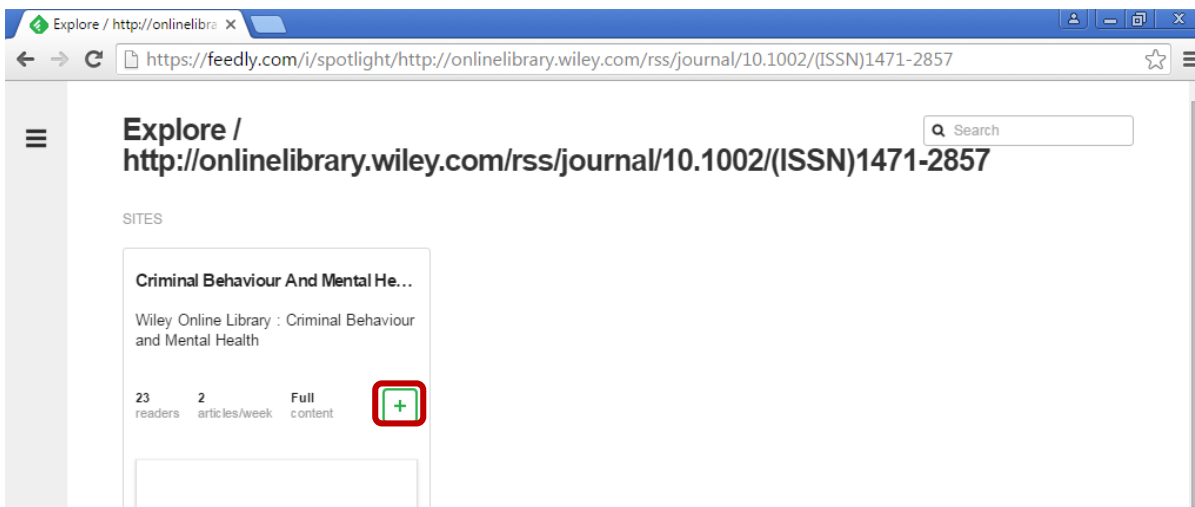 Explore / http://onlinelibra
https://feedly.com/i/spotlight/http://onlinelibrary.wiley.com/rss/journal/10.1002/(ISSN)1471-2857
Explore /
Search
http://onlinelibrary.wiley.com/rss/journal/10.1002/(ISSN)1471-2857
SITES
Criminal Behaviour And Mental He...
Wiley Online Library : Criminal Behaviour
and Mental Health
23 2 Full
readers articles/week content
+